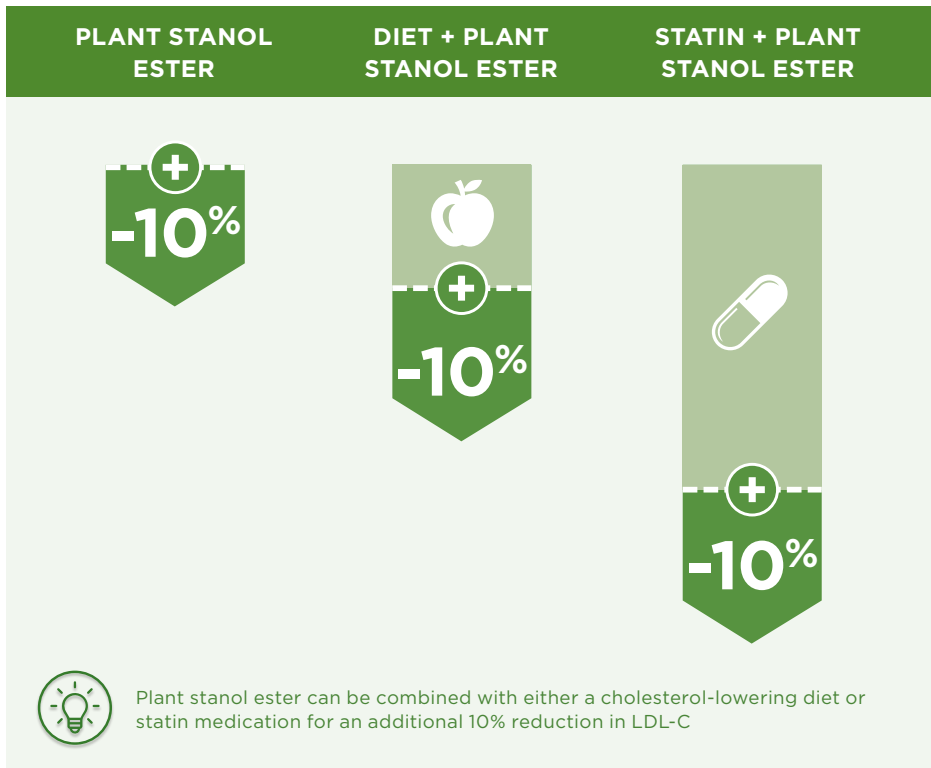 PLANT STANOL
ESTER
DIET + PLANT
STANOL ESTER
STATIN + PLANT
STANOL ESTER
-10%
-10%
-10%
Plant stanol ester can be combined with either a cholesterol-lowering diet or
statin medication for an additional 10% reduction in LDL-C